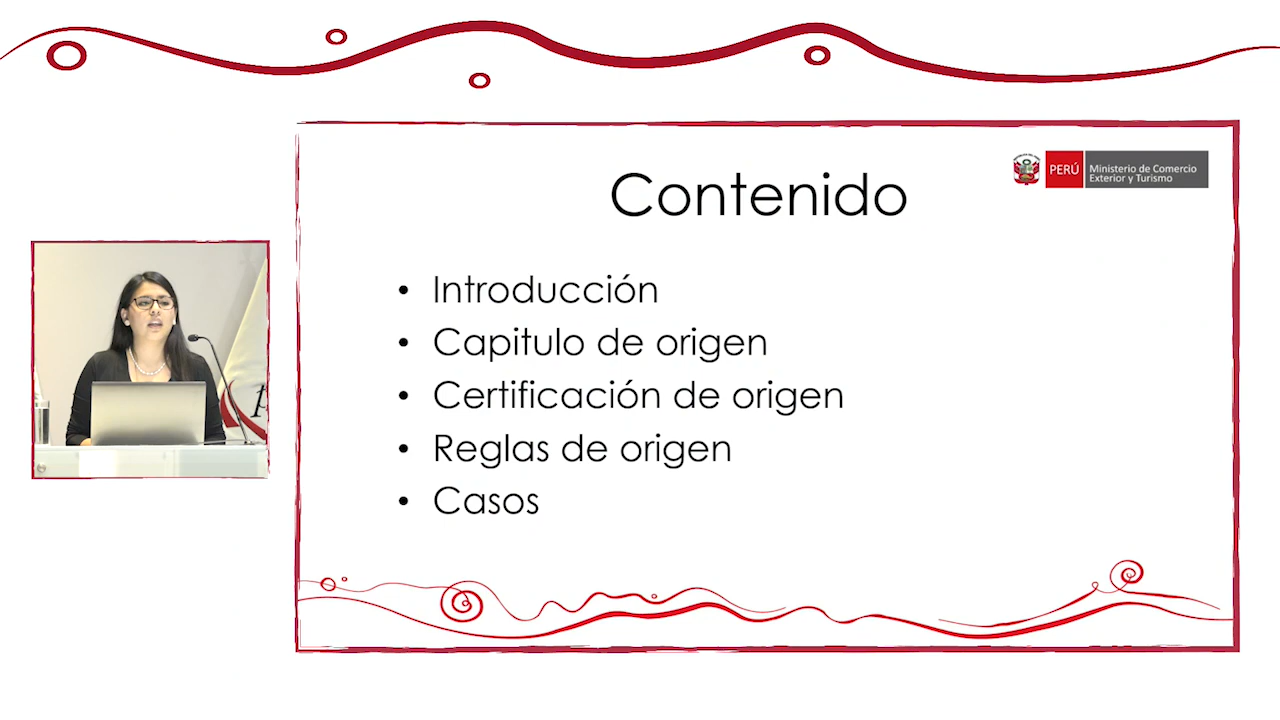 Contenido
PERÚ
Ministerio de Comercio
Exterior y Turismo
• Introducción
• Capitulo de origen
• Certificación de origen
• Reglas de origen
• Casos